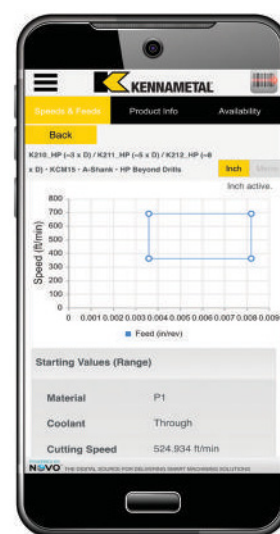 KENNAMETAL
Speeds & Feeds Product Info Availability
Back
K210_HP (~3 x D) / K211_HP (~5 x D) / K212_HP (~8
x D) - KCM15 - A-Shank - HP Beyond Drills
Inch Metric
Inch active.
800
700
600
500
400
300
200
100
0
Speed (ft/min)
0 0.001 0.002 0.003 0.004 0.005 0.006 0.007 0.008 0.009
Feed (in/rev)
Starting Values (Range)
Material P1
Coolant Through
Cutting Speed 524.934 ft/min
NOVO THE DIGITAL SOURCE FOR DELIVERING SMART MACHINING SOLUTIONS